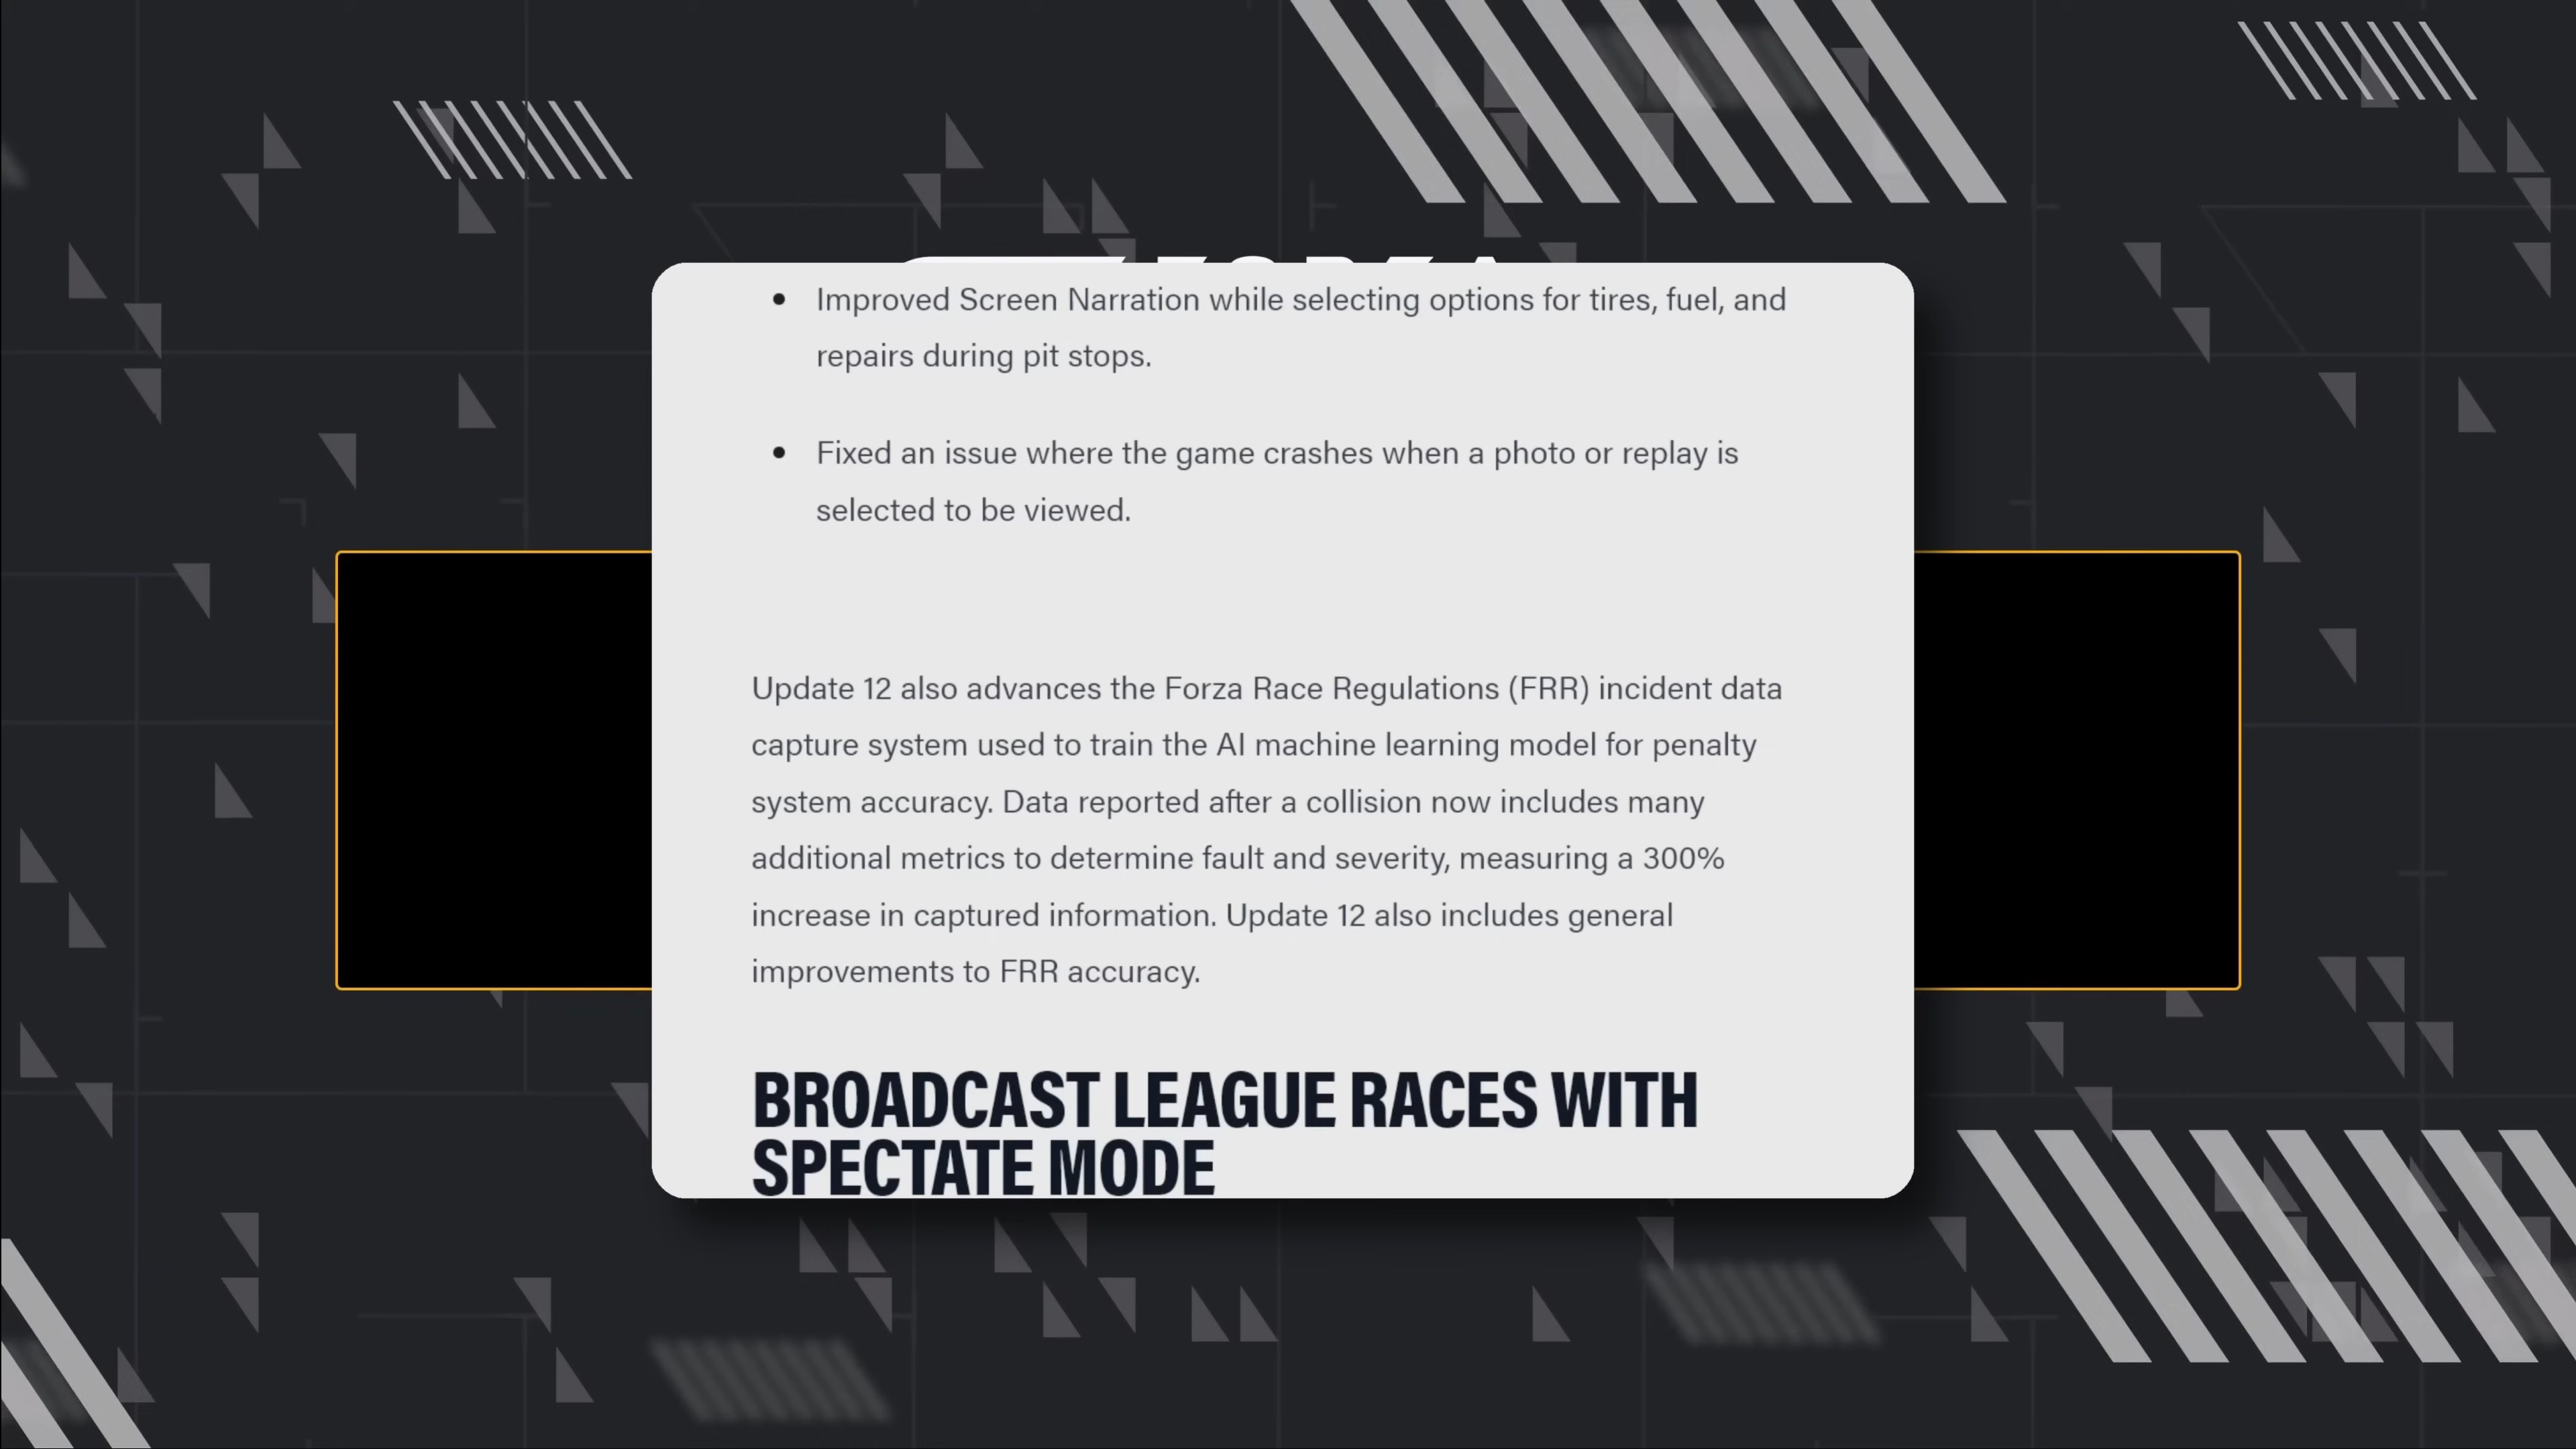 Improved Screen Narration while selecting options for tires, fuel, and
repairs during pit stops.
Fixed an issue where the game crashes when a photo or replay is
selected to be viewed.
Update 12 also advances the Forza Race Regulations (FRR) incident data
capture system used to train the AI machine learning model for penalty
system accuracy. Data reported after a collision now includes many
additional metrics to determine fault and severity, measuring a 300%
increase in captured information. Update 12 also includes general
improvements to FRR accuracy.
BROADCAST LEAGUE RACES WITH
SPECTATE MODE